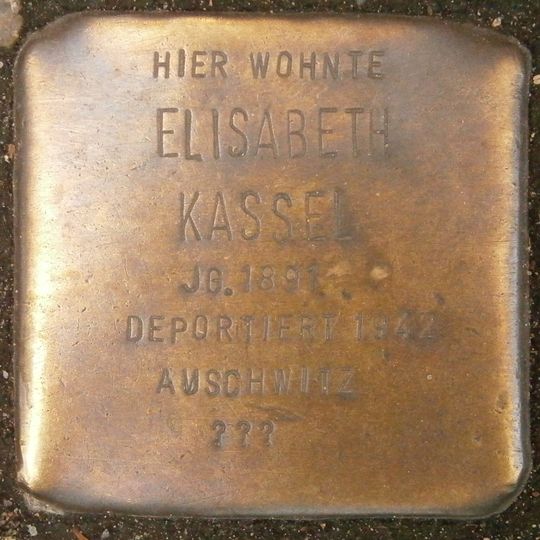 HIER WOHNTE
ELISABETH
KASSEL
JG. 1891
DEPORTIERT 1942
AUSCHWITZ
???